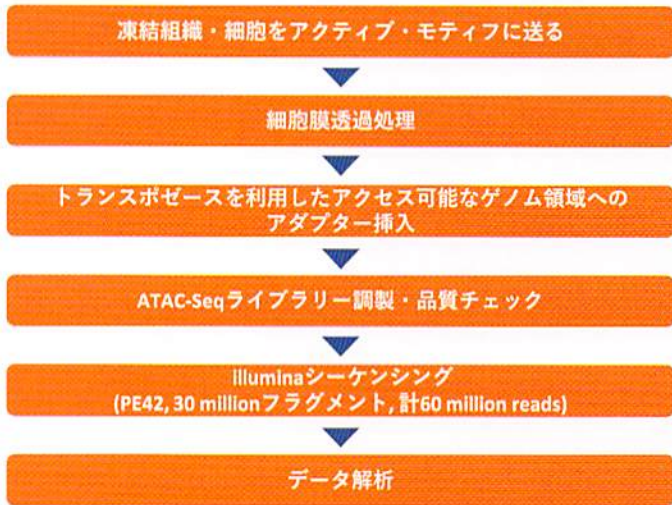 凍結組織・細胞をアクティブ・モティフに送る
細胞膜透過処理
トランスポゼースを利用したアクセス可能なゲノム領域への
アダプター挿入
ATAC-Seqライブラリー調製・品質チェック
illuminaシーケンシング
(PE42, 30 millionフラグメント, 計60 million reads)
データ解析